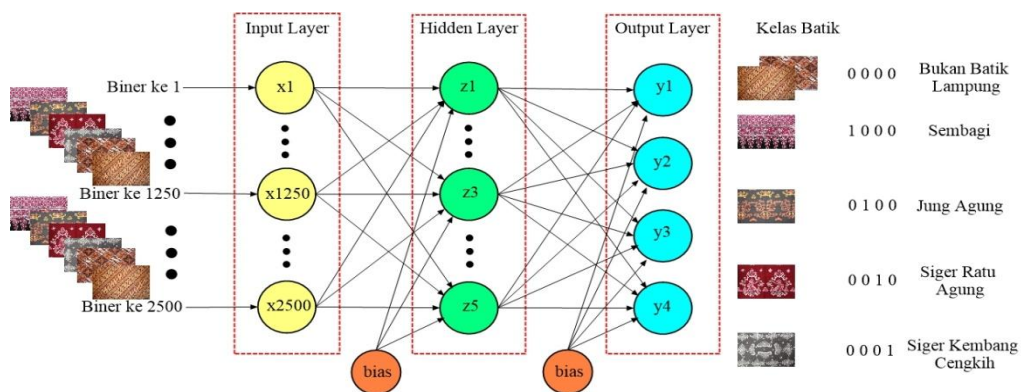 Input Layer
Hidden Layer
Output Layer
Kelas Batik
Biner ke 1
Biner ke 1250
Biner ke 2500
x1
x1250
x2500
bias
z1
z3
z5
bias
y1
y2
y3
y4
0 0 0 0
Bukan Batik
Lampung
1 0 0 0
Sembagi
0 1 0 0
Jung Agung
0 0 1 0
Siger Ratu
Agung
0 0 0 1
Siger Kembang
Cengkih